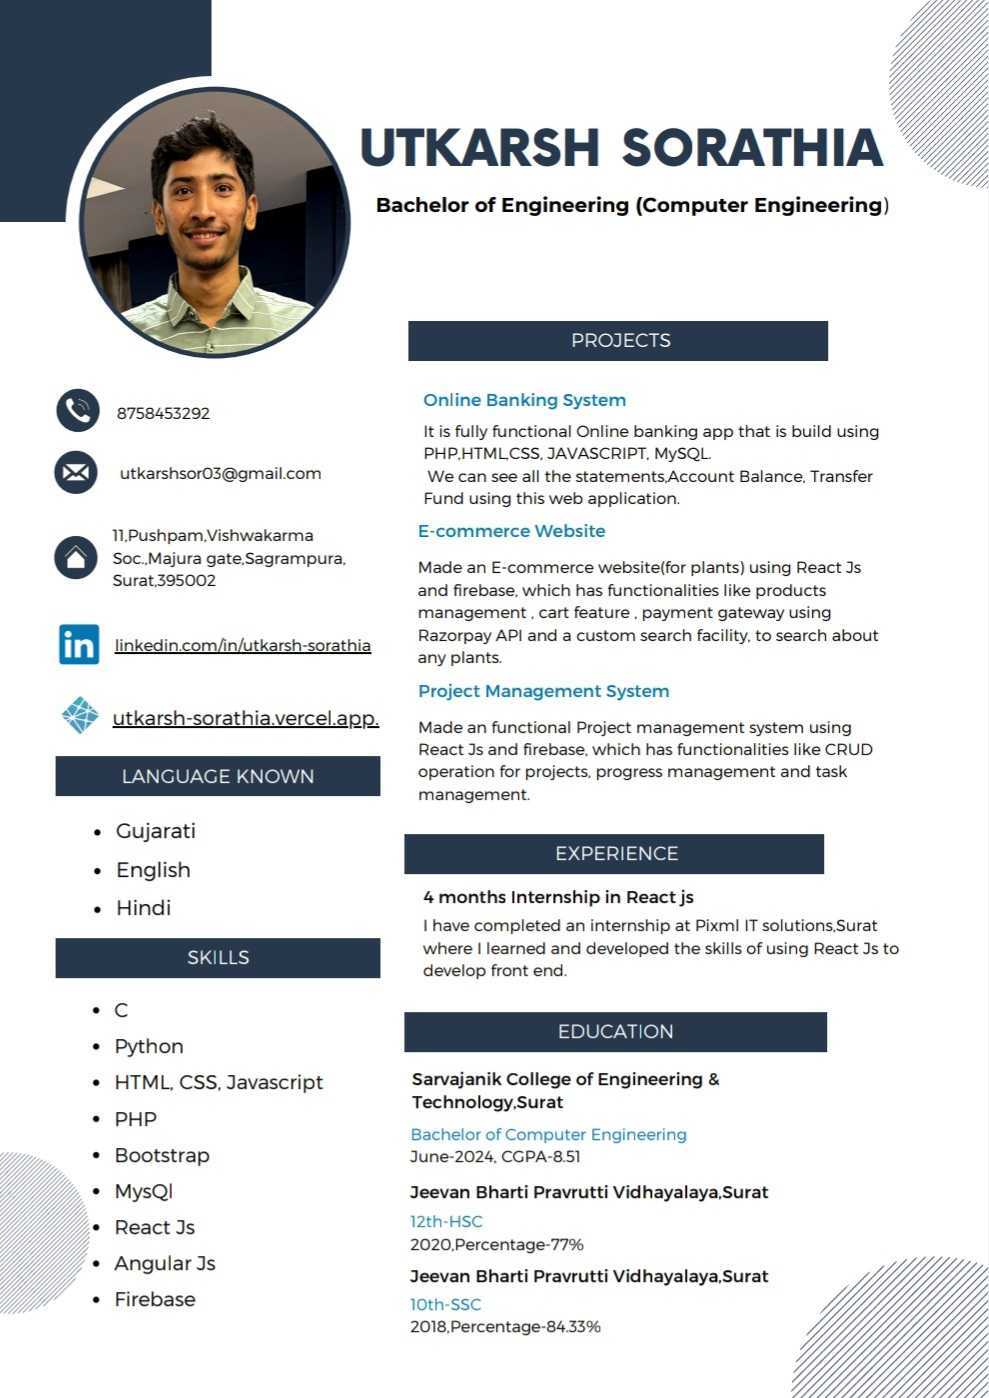 UTKARSH SORATHIA
Bachelor of Engineering (Computer Engineering)
8758453292
utkarshsor03@gmail.com
11,Pushpam,Vishwakarma
Soc.,Majura gate,Sagrampura,
Surat,395002
in
linkedin.com/in/utkarsh-sorathia
utkarsh-sorathia.vercel.app.
LANGUAGE KNOWN
• Gujarati
• English
• Hindi
SKILLS
• C
• Python
• HTML, CSS, Javascript
• PHP
• Bootstrap
• MysQl
• React Js
• Angular Js
• Firebase
PROJECTS
Online Banking System
It is fully functional Online banking app that is build using
PHP,HTML,CSS, JAVASCRIPT, MySQL.
We can see all the statements,Account Balance, Transfer
Fund using this web application.
E-commerce Website
Made an E-commerce website(for plants) using React Js
and firebase, which has functionalities like products
management , cart feature , payment gateway using
Razorpay API and a custom search facility, to search about
any plants.
Project Management System
Made an functional Project management system using
React Js and firebase, which has functionalities like CRUD
operation for projects, progress management and task
management.
EXPERIENCE
4 months Internship in React js
I have completed an internship at Pixml IT solutions,Surat
where I learned and developed the skills of using React Js to
develop front end.
EDUCATION
Sarvajanik College of Engineering &
Technology,Surat
Bachelor of Computer Engineering
June-2024, CGPA-8.51
Jeevan Bharti Pravrutti Vidhayalaya,Surat
12th-HSC
2020,Percentage-77%
Jeevan Bharti Pravrutti Vidhayalaya,Surat
10th-SSC
2018,Percentage-84.33%